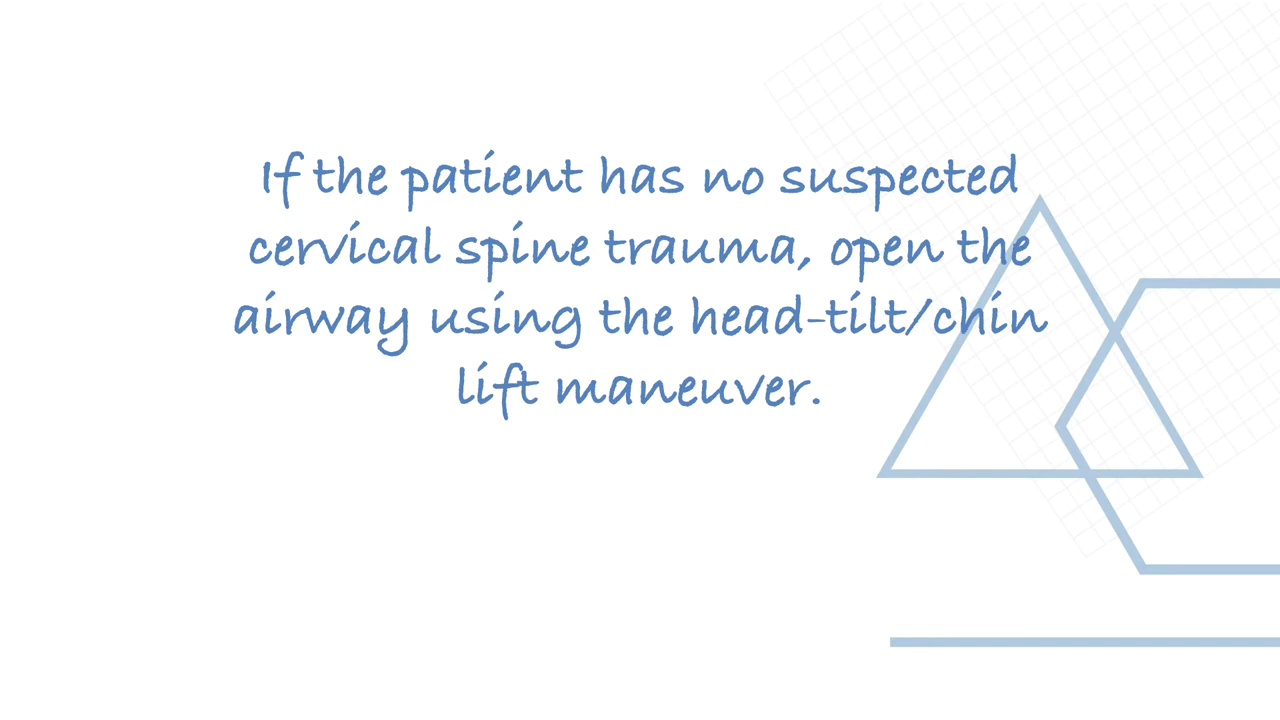 If the patient has no suspected
cervical spine trauma, open the
airway using the head-tilt/chin
lift maneuver.